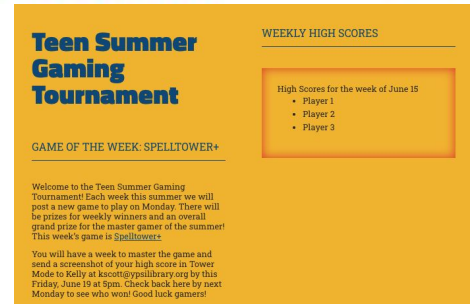 Teen Summer
Gaming
Tournament
GAME OF THE WEEK: SPELLTOWER+
Welcome to the Teen Summer Gaming
Tournament! Each week this summer we will
post a new game to play on Monday. There will
be prizes for weekly winners and an overall
grand prize for the master gamer of the summer!
This week's game is Spelltower+
You will have a week to master the game and
send a screenshot of your high score in Tower
Mode to Kelly at kscott@ypsilibrary.org by this
Friday, June 19 at 5pm. Check back here by next
Monday to see who won! Good luck gamers!
WEEKLY HIGH SCORES
High Scores for the week of June 15
• Player 1
• Player 2
• Player 3